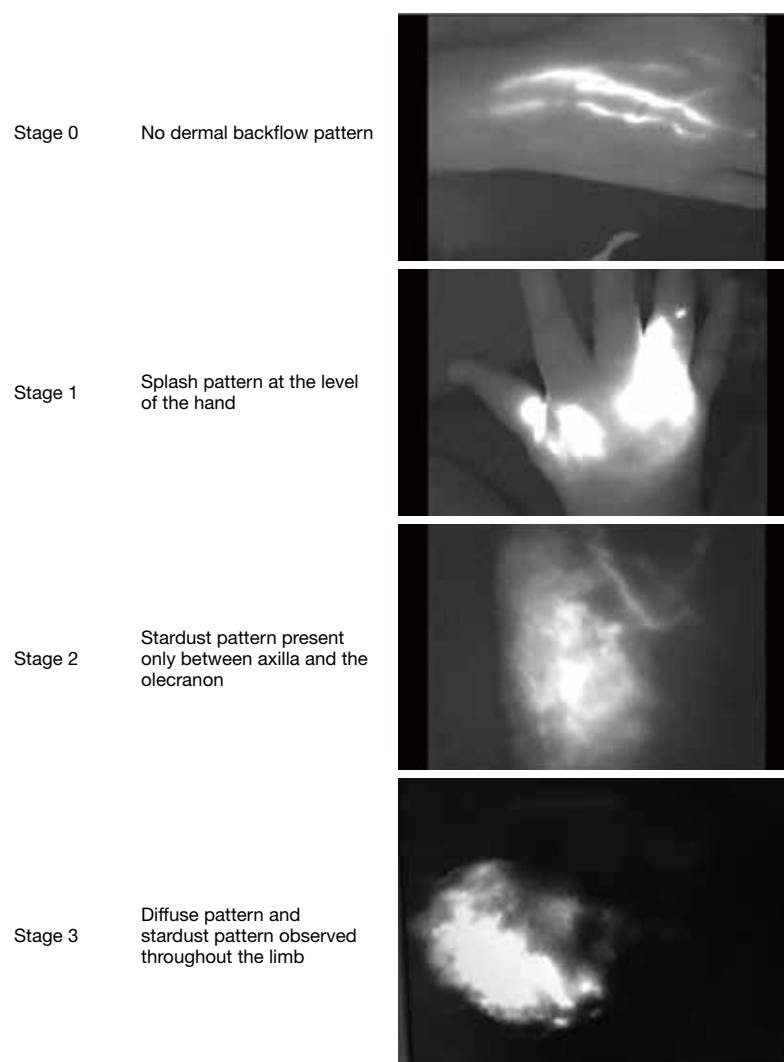 Stage 0
No dermal backflow pattern
Stage 1
Splash pattern at the level
of the hand
Stage 2
Stardust pattern present
only between axilla and the
olecranon
Stage 3
Diffuse pattern and
stardust pattern observed
throughout the limb